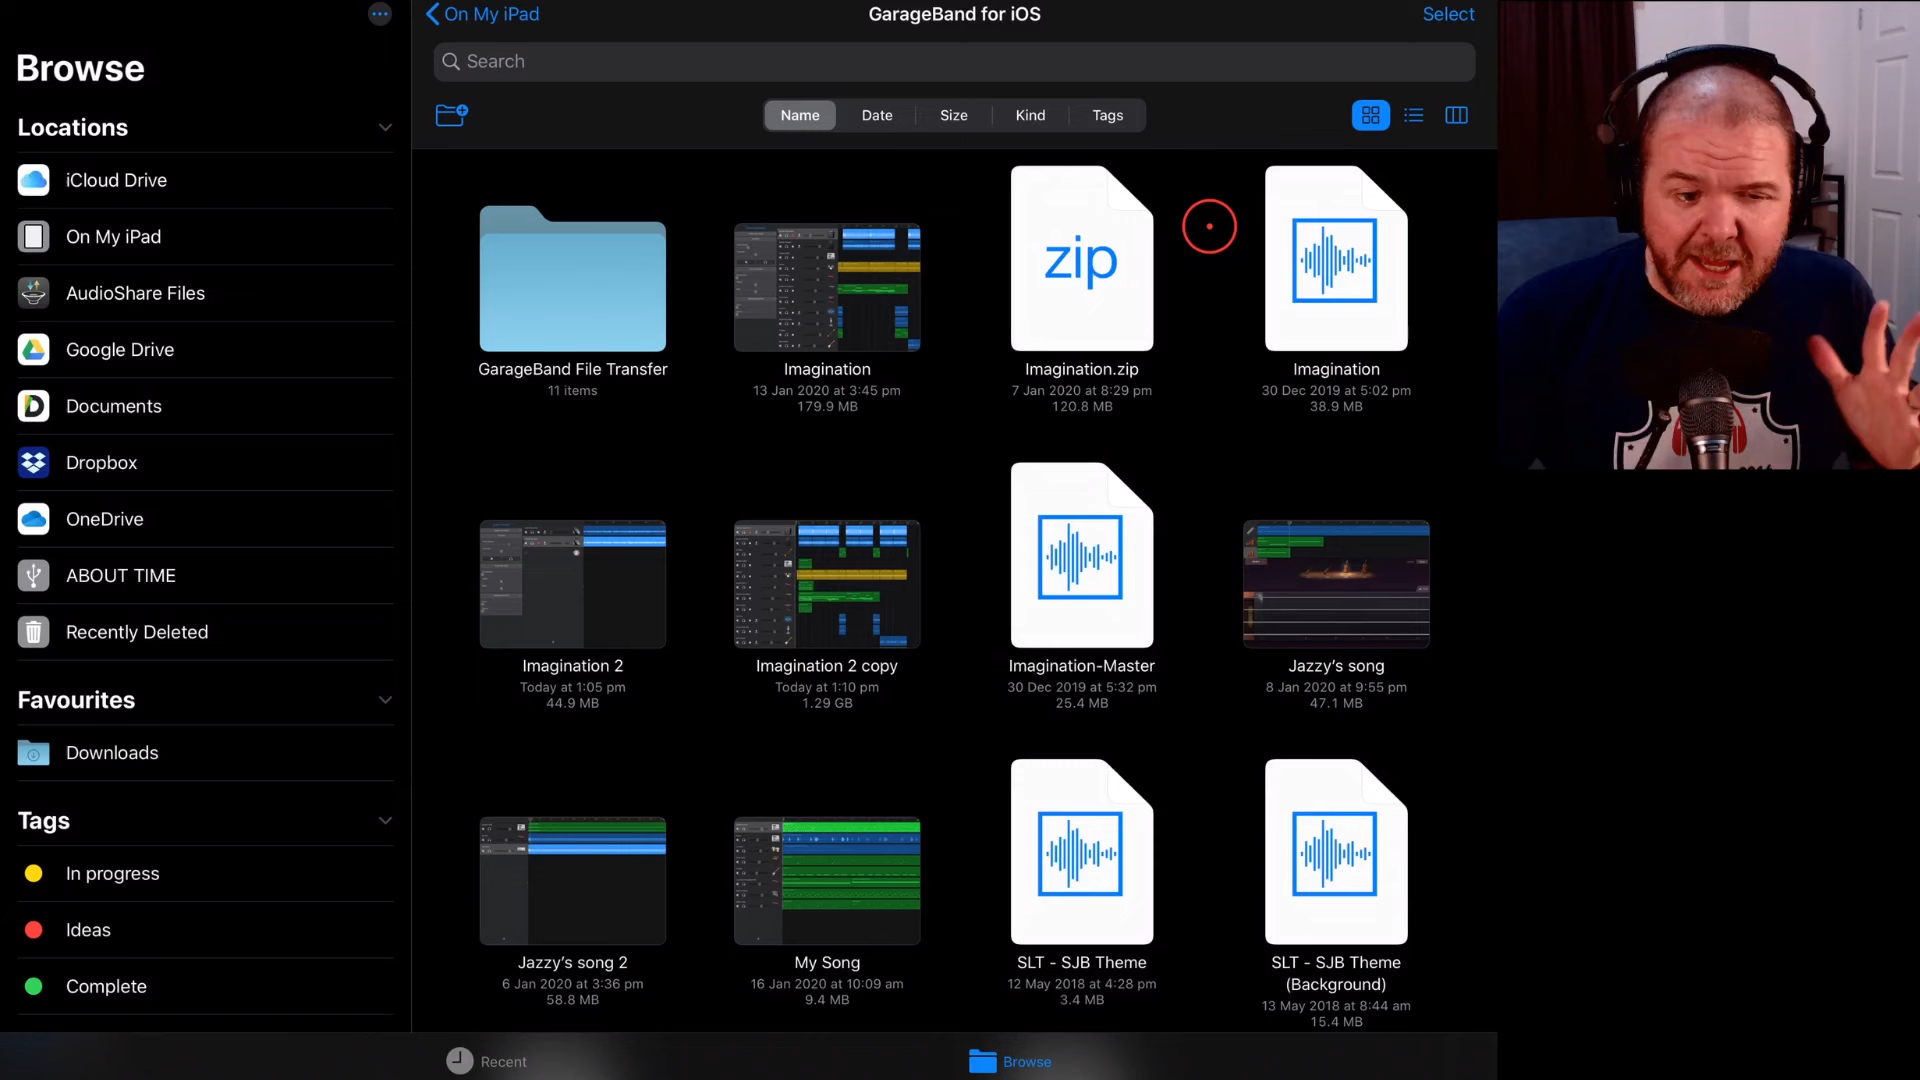 Browse
Locations
iCloud Drive
On My iPad
AudioShare Files
Google Drive
Documents
Dropbox
OneDrive
ABOUT TIME
Recently Deleted
Favourites
Downloads
Tags
In progress
Ideas
Complete
On My iPad
GarageBand for iOS
Select
Search
Name
Date
Size
Kind
Tags
GarageBand File Transfer
11 items
Imagination
13 Jan 2020 at 3:45 pm
179.9 MB
zip
Imagination.zip
7 Jan 2020 at 8:29 pm
120.8 MB
Imagination
30 Dec 2019 at 5:02 pm
38.9 MB
Imagination 2
Today at 1:05 pm
44.9 MB
Imagination 2 copy
Today at 1:10 pm
1.29 GB
Imagination-Master
30 Dec 2019 at 5:32 pm
25.4 MB
Jazzy’s song
8 Jan 2020 at 9:55 pm
47.1 MB
Jazzy’s song 2
6 Jan 2020 at 3:36 pm
58.8 MB
My Song
16 Jan 2020 at 10:09 am
9.4 MB
SLT - SJB Theme
12 May 2018 at 4:28 pm
3.4 MB
SLT - SJB Theme
(Background)
13 May 2018 at 8:44 am
15.4 MB
Recent
Browse